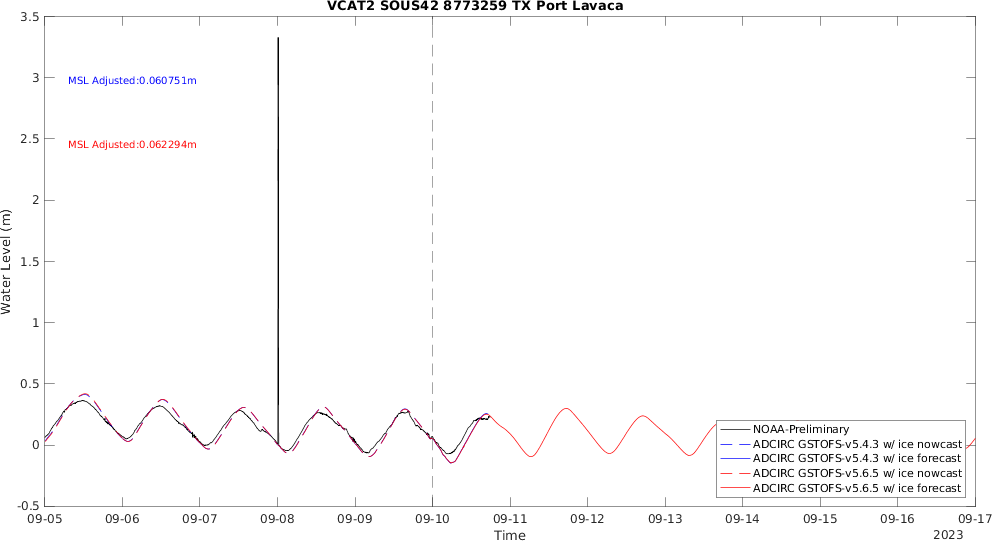 VCAT2 SOUS42 8773259 TX Port Lavaca
3.5
3
2.5
2
1.5
1
0.5
0
-0.5
Water Level (m)
MSL Adjusted:0.060751m
MSL Adjusted:0.062294m
NOAA-Preliminary
ADCIRC GSTOFS-v5.4.3 w/ ice nowcast
ADCIRC GSTOFS-v5.4.3 w/ ice forecast
ADCIRC GSTOFS-v5.6.5 w/ ice nowcast
ADCIRC GSTOFS-v5.6.5 w/ ice forecast
09-05 09-06 09-07 09-08 09-09 09-10 09-11 09-12 09-13 09-14 09-15 09-16 09-17
Time
2023